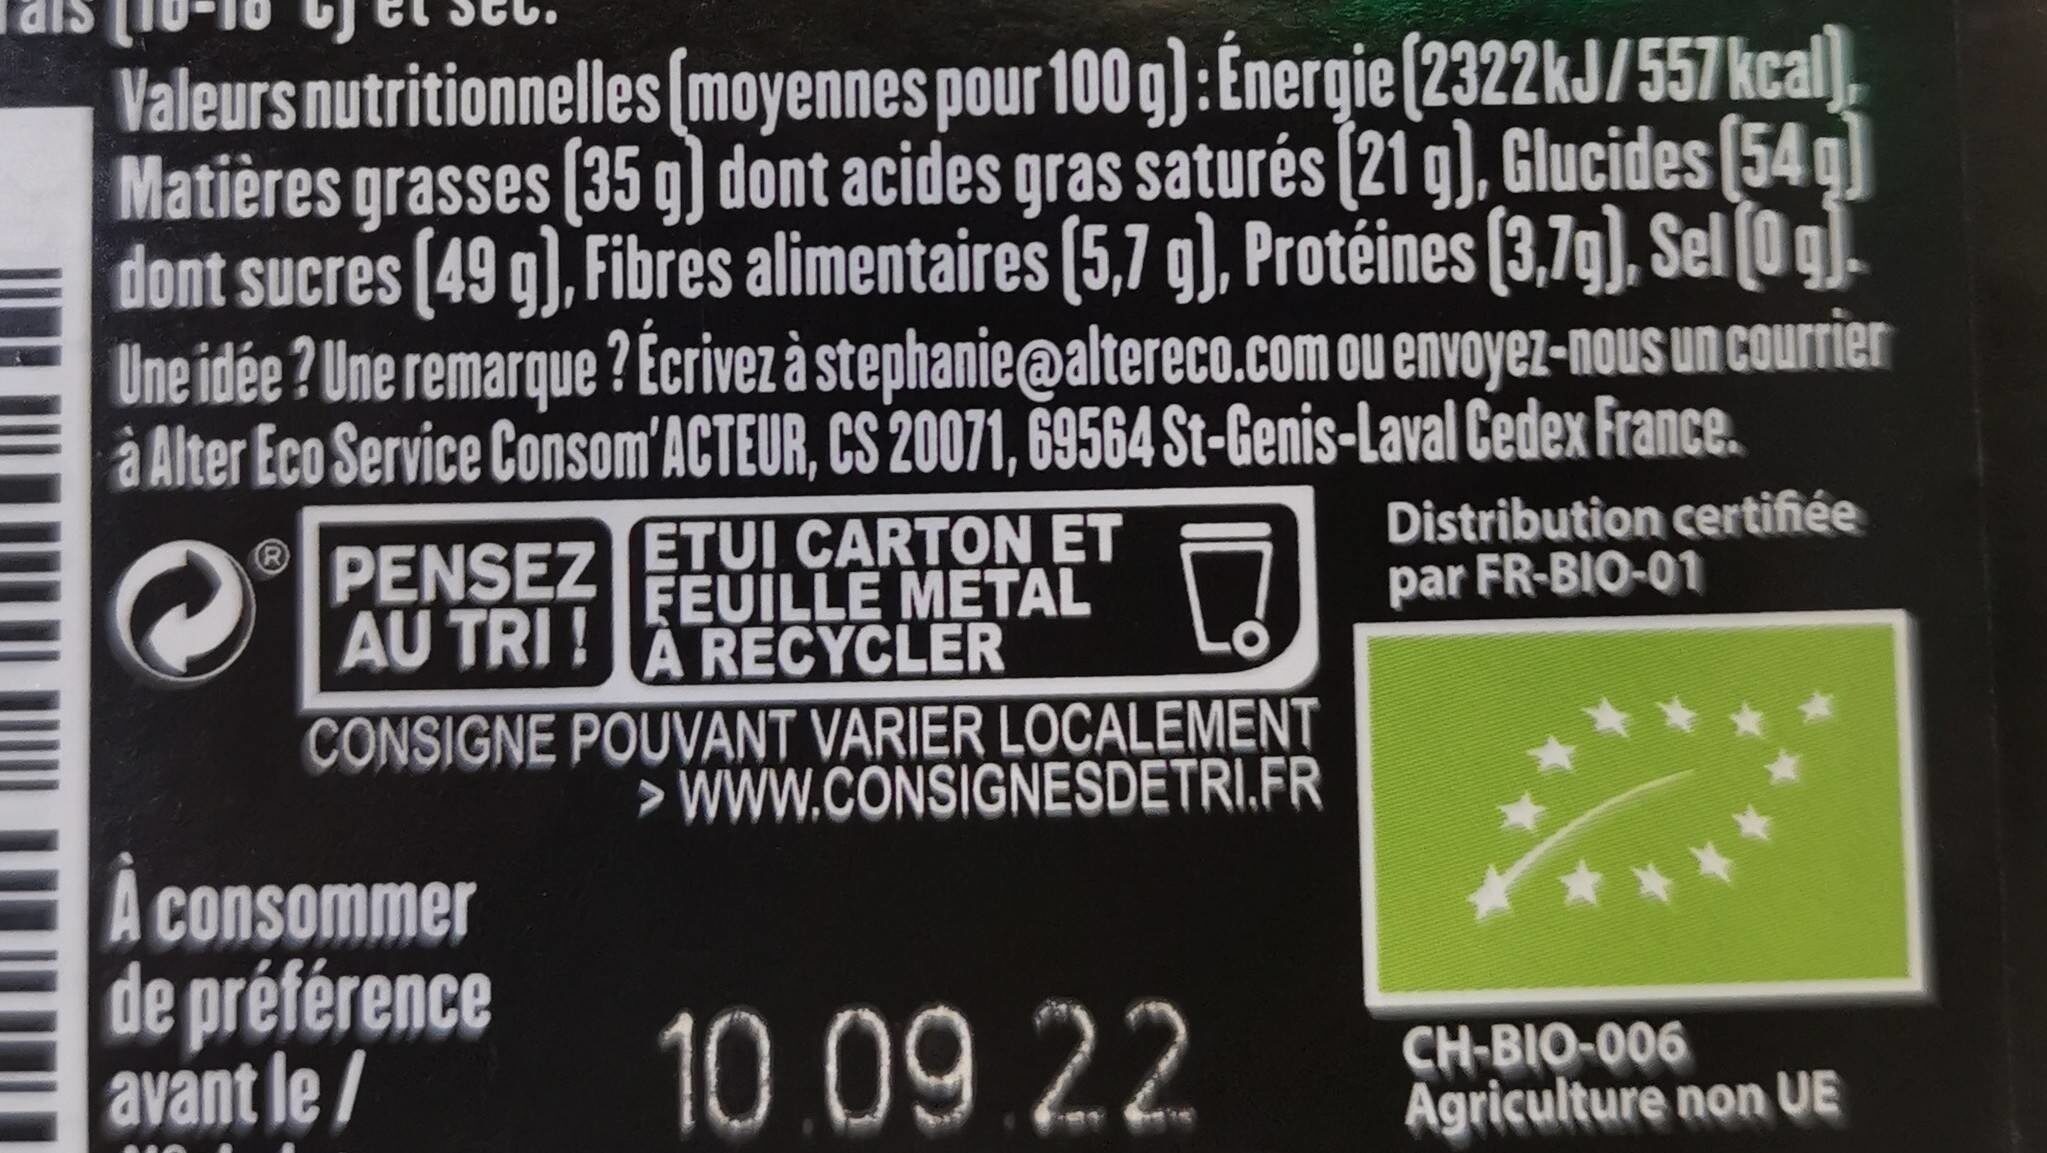 et sec.
Valeurs nutritionnelles (moyennes pour 100 g) : Énergie (2322kJ/557 kcal),
Matières grasses (35 g) dont acides gras saturés (21 g), Glucides (54 g)
dont sucres (49 g), Fibres alimentaires (5,7 g), Protéines (3,7g), Sel (0 g).
Une idée ? Une remarque ? Écrivez à stephanie@altereco.com ou envoyez-nous un courrier
à Alter Eco Service Consom'ACTEUR, CS 20071, 69564 St-Genis-Laval Cedex France.
®
PENSEZ
AU TRI !
ETUI CARTON ET
FEUILLE METAL
À RECYCLER
CONSIGNE POUVANT VARIER LOCALEMENT
> WWW.CONSIGNESDETRI.FR
Distribution certifiée
par FR-BIO-01
CH-BIO-006
Agriculture non UE
À consommer
de préférence
avant le /
10.09.22